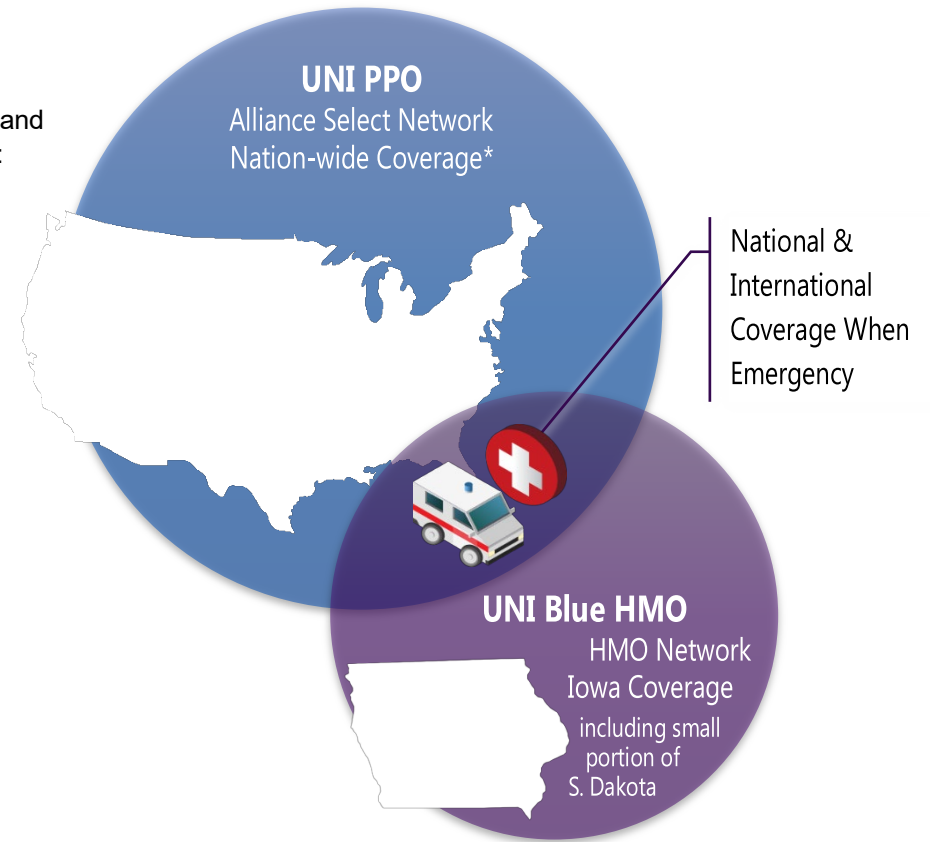 UNI PPO
Alliance Select Network
Nation-wide Coverage*
and
:
National &
International
Coverage When
Emergency
UNI Blue HMO
HMO Network
Iowa Coverage
including small
portion of
S. Dakota